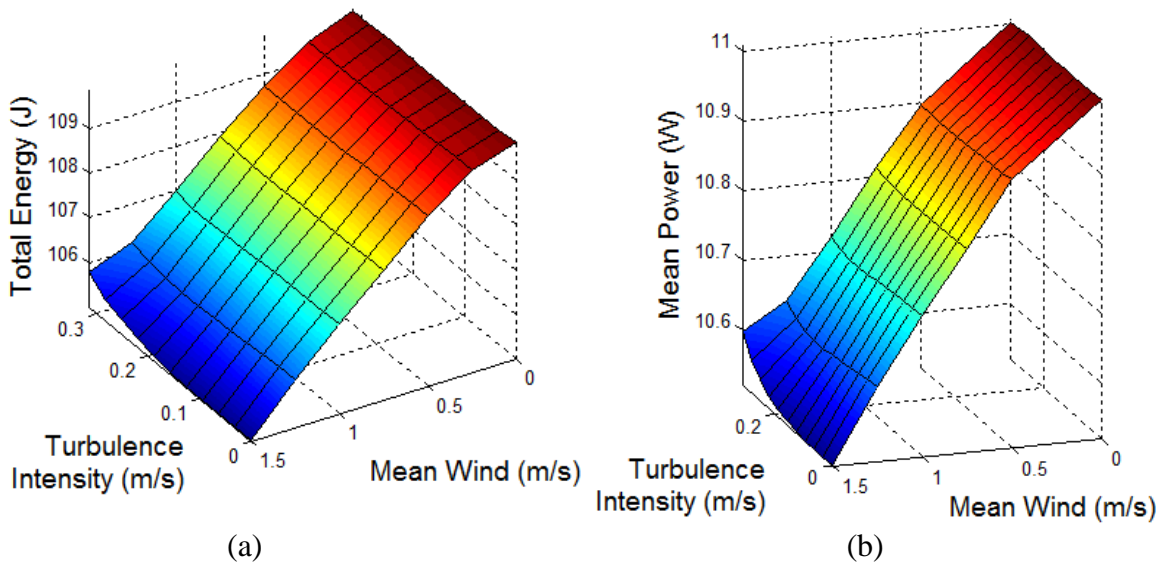 Total Energy (J)
109
108
107
106
0.3
0.2
0.1
0
Turbulence
Intensity (m/s)
1.5
1
0.5
0
Mean Wind (m/s)
(a)
Mean Power (W)
11
10.9
10.8
10.7
10.6
0.2
0
Turbulence
Intensity (m/s)
1.5
1
0.5
0
Mean Wind (m/s)
(b)